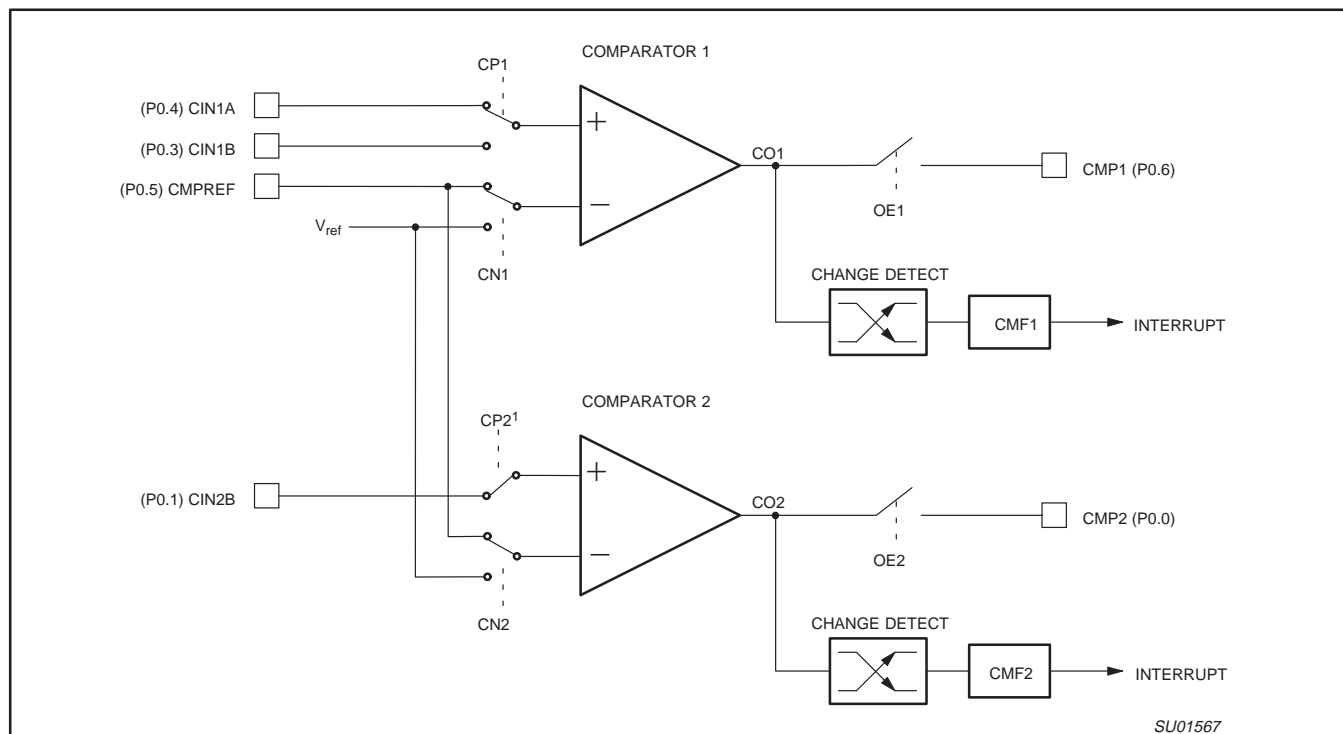 COMPARATOR 1
CP1
(P0.4) CIN1A
+
(P0.3) CIN1B
CO1
CMP1 (P0.6)
(P0.5) CMPREF
−
OE1
Vref
CN1
CHANGE DETECT
CMF1
INTERRUPT
COMPARATOR 2
CP2¹
+
(P0.1) CIN2B
CO2
CMP2 (P0.0)
−
OE2
CN2
CHANGE DETECT
CMF2
INTERRUPT
SU01567